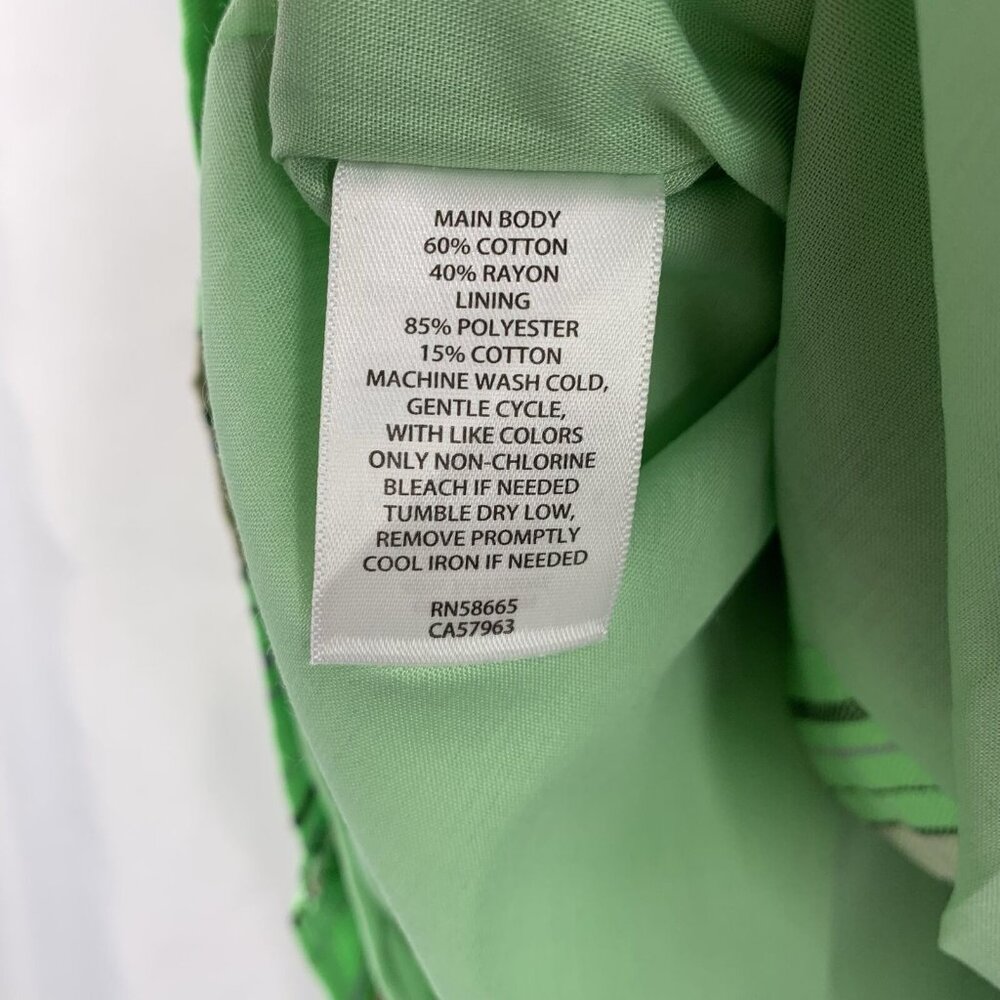 MAIN BODY
60% COTTON
40% RAYON
LINING
85% POLYESTER
15% COTTON
MACHINE WASH COLD,
GENTLE CYCLE,
WITH LIKE COLORS
ONLY NON-CHLORINE
BLEACH IF NEEDED
TUMBLE DRY LOW,
REMOVE PROMPTLY
COOL IRON IF NEEDED
RN58665
CA57963